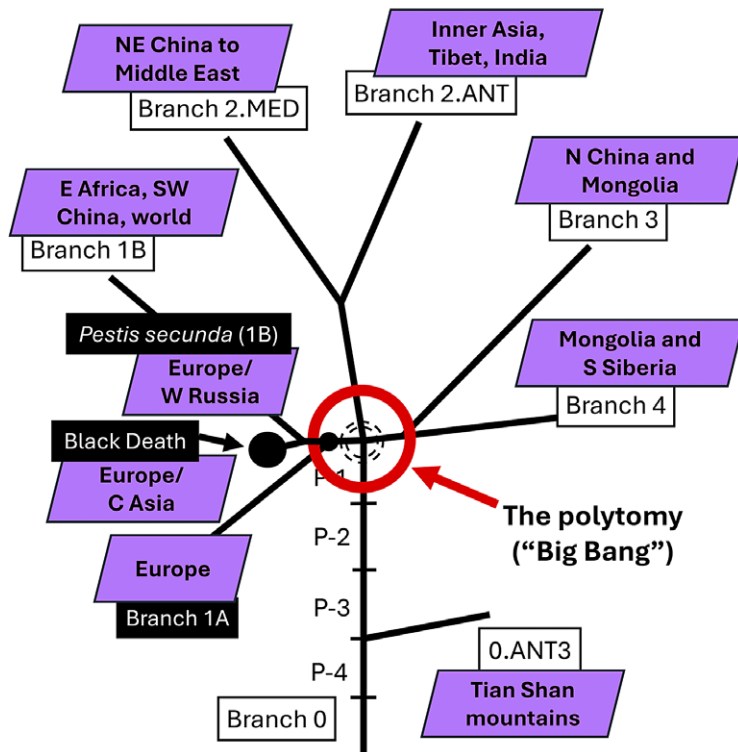 NE China to
Middle East
Branch 2.MED
Inner Asia,
Tibet, India
Branch 2.ANT
E Africa, SW
China, world
Branch 1B
N China and
Mongolia
Branch 3
Pestis secunda (1B)
Europe/
W Russia
Mongolia and
S Siberia
Branch 4
Black Death
Europe/
C Asia
P-1
The polytomy
(“Big Bang”)
P-2
Europe
Branch 1A
P-3
P-4
0.ANT3
Tian Shan
mountains
Branch 0